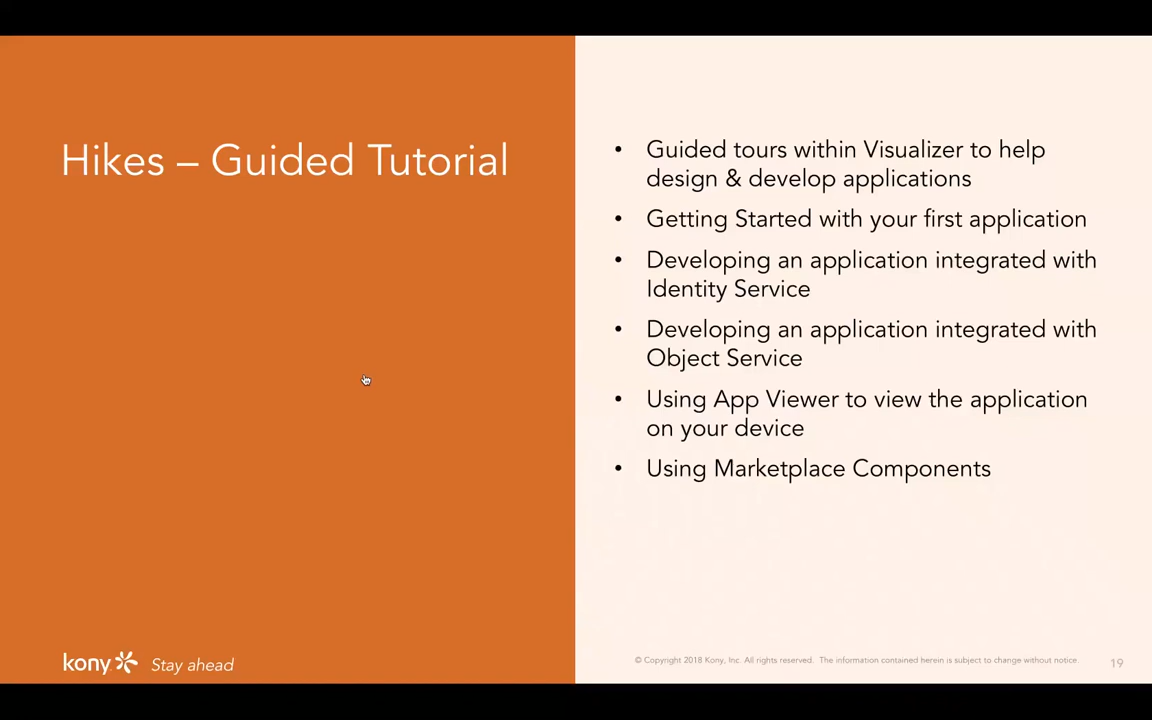 Hikes – Guided Tutorial
• Guided tours within Visualizer to help
design & develop applications
• Getting Started with your first application
• Developing an application integrated with
Identity Service
• Developing an application integrated with
Object Service
• Using App Viewer to view the application
on your device
• Using Marketplace Components
kony Stay ahead
© Copyright 2018 Kony, Inc. All rights reserved. The information contained herein is subject to change without notice.
19